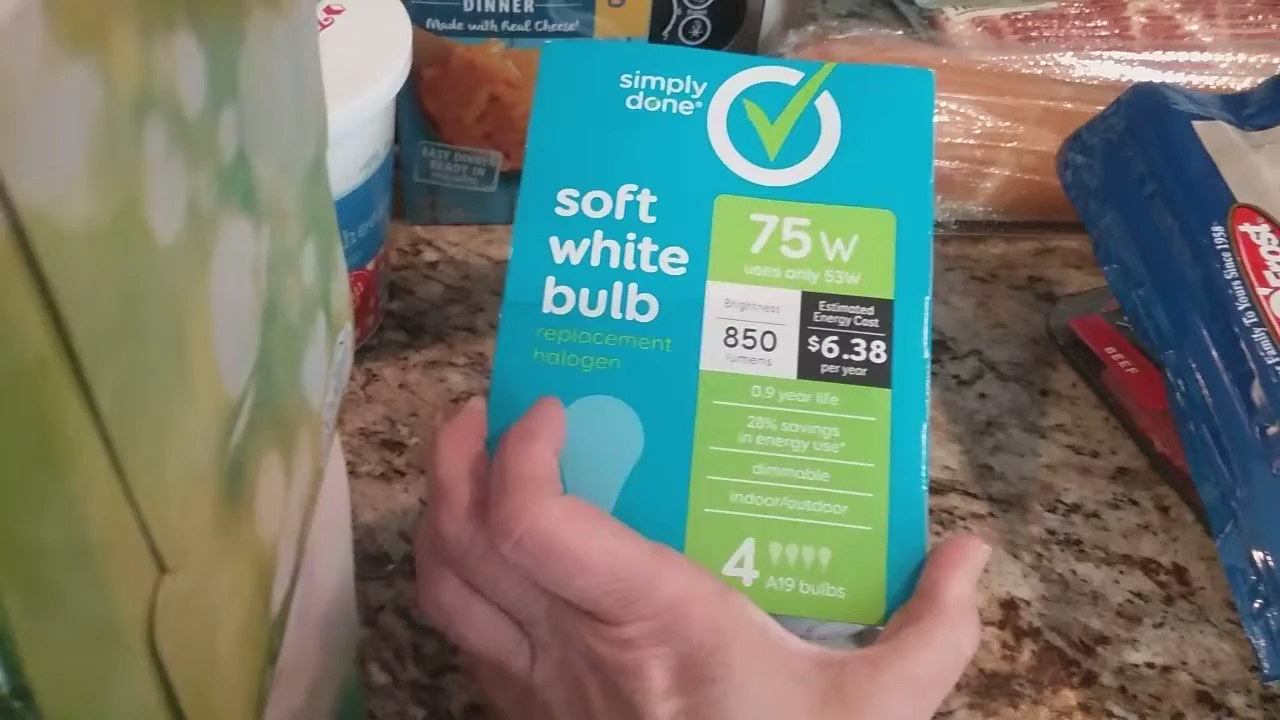 DINNER
Made with Real Cheese!
EASY DINNER
READY IN
simply
done®
soft
white
bulb
replacement
halogen
75W
uses only 53W
Brightness
850
lumens
Estimated
Energy Cost
$6.38
per year
0.9 year life
28% savings
in energy use*
dimmable
indoor/outdoor
4
A19 bulbs
Family To Yours Since 1958
BEEF